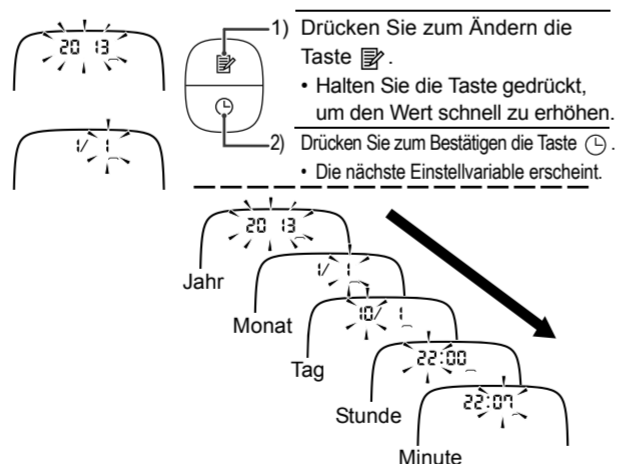 20 13
1/ 1
1) Drücken Sie zum Ändern die
Taste .
• Halten Sie die Taste gedrückt,
um den Wert schnell zu erhöhen.
2) Drücken Sie zum Bestätigen die Taste .
• Die nächste Einstellvariable erscheint.
20 13
Jahr
1/ 1
Monat
10/ 1
Tag
22:00
Stunde
22:07
Minute